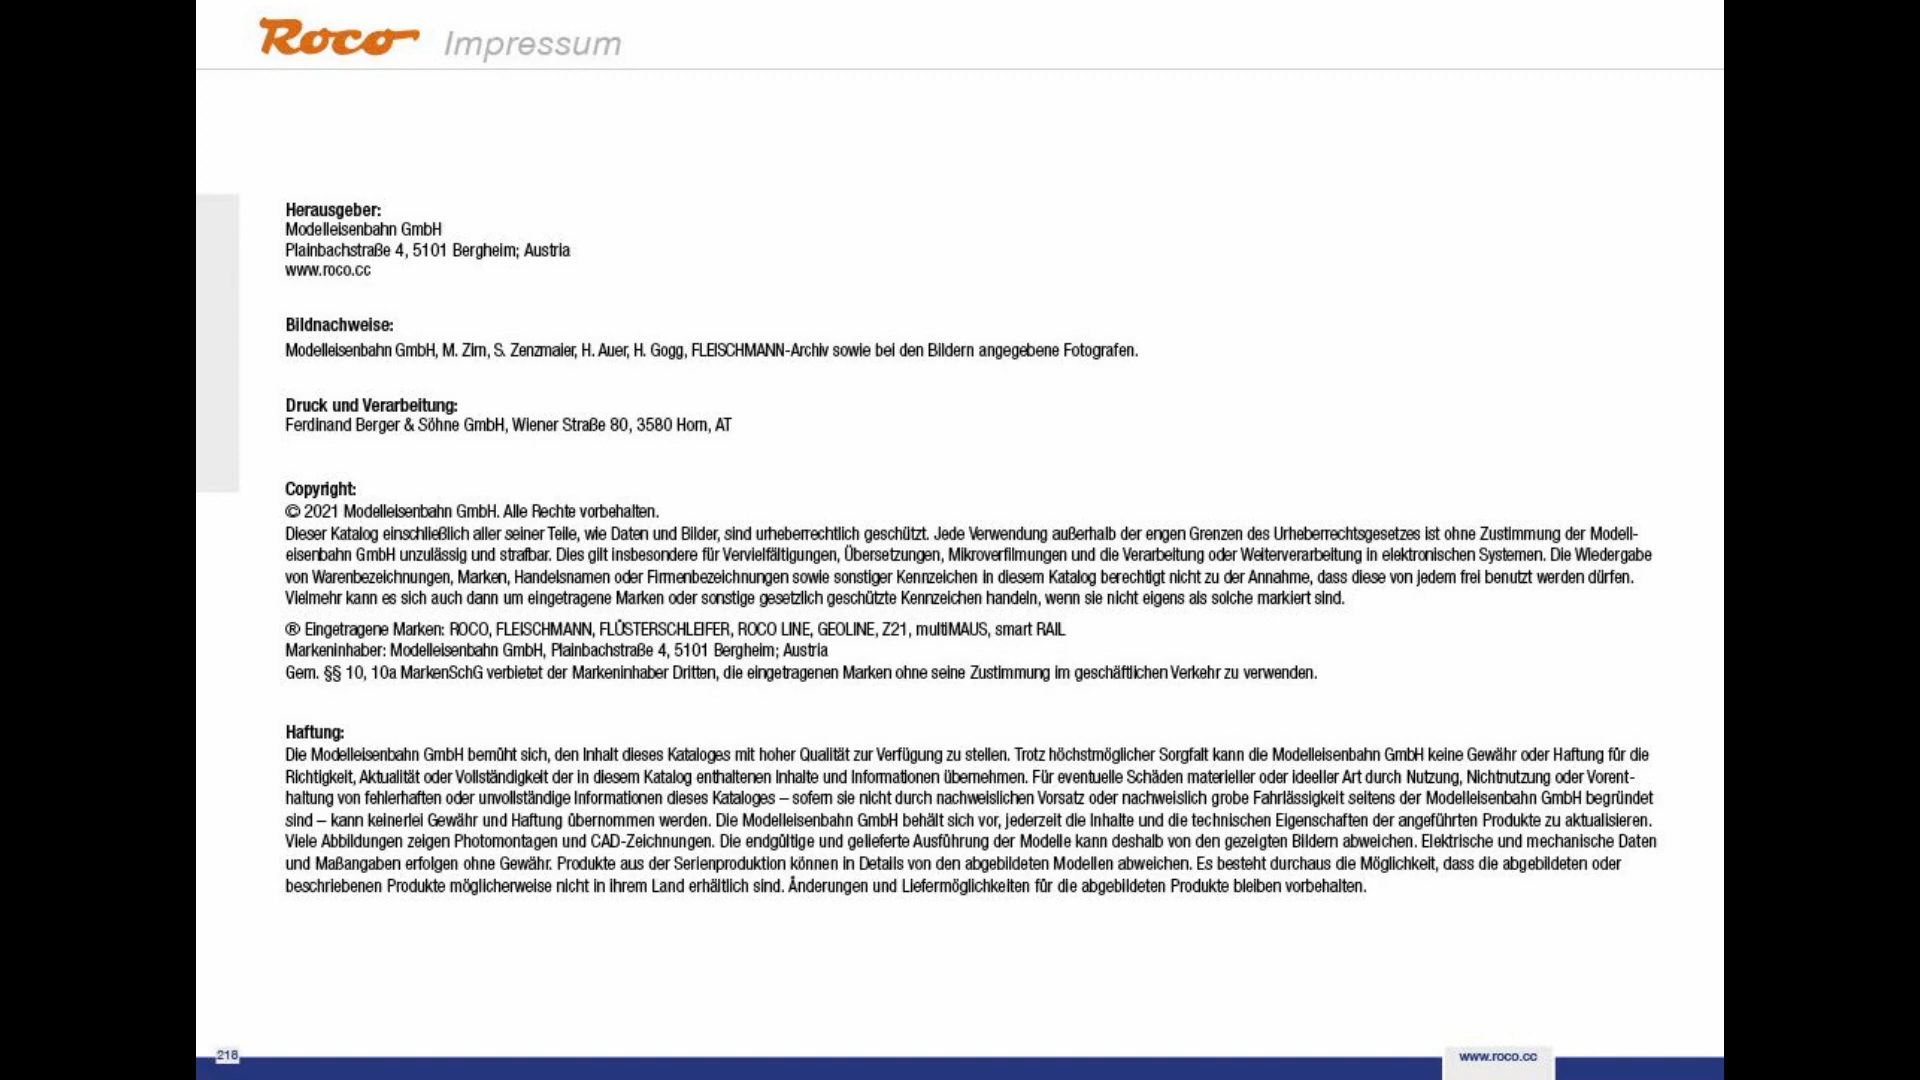 Roco Impressum
Herausgeber:
Modelleisenbahn GmbH
Plainbachstraße 4, 5101 Bergheim; Austria
www.roco.cc
Bildnachweise:
Modelleisenbahn GmbH, M. Zirn, S. Zenzmaier, H. Auer, H. Gogg, FLEISCHMANN-Archiv sowie bei den Bildern angegebene Fotografen.
Druck und Verarbeitung:
Ferdinand Berger & Söhne GmbH, Wiener Straße 80, 3580 Horn, AT
Copyright:
© 2021 Modelleisenbahn GmbH. Alle Rechte vorbehalten.
Dieser Katalog einschließlich aller seiner Teile, wie Daten und Bilder, sind urheberrechtlich geschützt. Jede Verwendung außerhalb der engen Grenzen des Urheberrechtsgesetzes ist ohne Zustimmung der Modell-
eisenbahn GmbH unzulässig und strafbar. Dies gilt insbesondere für Vervielfältigungen, Übersetzungen, Mikroverfilmungen und die Verarbeitung oder Weiterverarbeitung in elektronischen Systemen. Die Wiedergabe
von Warenbezeichnungen, Marken, Handelsnamen oder Firmenbezeichnungen sowie sonstiger Kennzeichen in diesem Katalog berechtigt nicht zu der Annahme, dass diese von jedem frei benutzt werden dürfen.
Vielmehr kann es sich auch dann um eingetragene Marken oder sonstige gesetzlich geschützte Kennzeichen handeln, wenn sie nicht eigens als solche markiert sind.
® Eingetragene Marken: ROCO, FLEISCHMANN, FLÜSTERSCHLEIFER, ROCO LINE, GEOLINE, Z21, multiMAUS, smart RAIL
Markeninhaber: Modelleisenbahn GmbH, Plainbachstraße 4, 5101 Bergheim; Austria
Gem. §§ 10, 10a MarkenSchG verbietet der Markeninhaber Dritten, die eingetragenen Marken ohne seine Zustimmung im geschäftlichen Verkehr zu verwenden.
Haftung:
Die Modelleisenbahn GmbH bemüht sich, den Inhalt dieses Kataloges mit hoher Qualität zur Verfügung zu stellen. Trotz höchstmöglicher Sorgfalt kann die Modelleisenbahn GmbH keine Gewähr oder Haftung für die
Richtigkeit, Aktualität oder Vollständigkeit der in diesem Katalog enthaltenen Inhalte und Informationen übernehmen. Für eventuelle Schäden materieller oder ideeller Art durch Nutzung, Nichtnutzung oder Vorent-
haltung von fehlerhaften oder unvollständige Informationen dieses Kataloges – sofern sie nicht durch nachweislichen Vorsatz oder nachweislich grobe Fahrlässigkeit seitens der Modelleisenbahn GmbH begründet
sind – kann keinerlei Gewähr und Haftung übernommen werden. Die Modelleisenbahn GmbH behält sich vor, jederzeit die Inhalte und die technischen Eigenschaften der angeführten Produkte zu aktualisieren.
Viele Abbildungen zeigen Photomontagen und CAD-Zeichnungen. Die endgültige und gelieferte Ausführung der Modelle kann deshalb von den gezeigten Bildern abweichen. Elektrische und mechanische Daten
und Maßangaben erfolgen ohne Gewähr. Produkte aus der Serienproduktion können in Details von den abgebildeten Modellen abweichen. Es besteht durchaus die Möglichkeit, dass die abgebildeten oder
beschriebenen Produkte möglicherweise nicht in ihrem Land erhältlich sind. Änderungen und Liefermöglichkeiten für die abgebildeten Produkte bleiben vorbehalten.
218
www.roco.cc